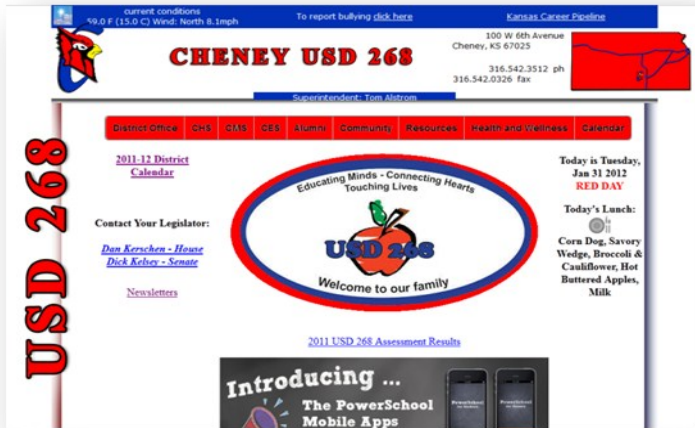 current conditions
59.0 F (15.0 C) Wind: North 8.1mph
To report bullying click here
Kansas Career Pipeline
CHENEY USD 268
100 W 6th Avenue
Cheney, KS 67025
316.542.3512 ph
316.542.0326 fax
Superintendent: Tom Alstrom
District Office CHS CMS CES Alumni Community Resources Health and Wellness Calendar
USD 268
2011-12 District
Calendar
Contact Your Legislator:
Dan Kerschen - House
Dick Kelsey - Senate
Newsletters
Educating Minds - Connecting Hearts
Touching Lives
USD 268
Welcome to our family
Today is Tuesday,
Jan 31 2012
RED DAY
Today's Lunch:
Corn Dog, Savory
Wedge, Broccoli &
Cauliflower, Hot
Buttered Apples,
Milk
2011 USD 268 Assessment Results
Introducing ...
The PowerSchool
Mobile Apps
PowerSchool
PowerSchool